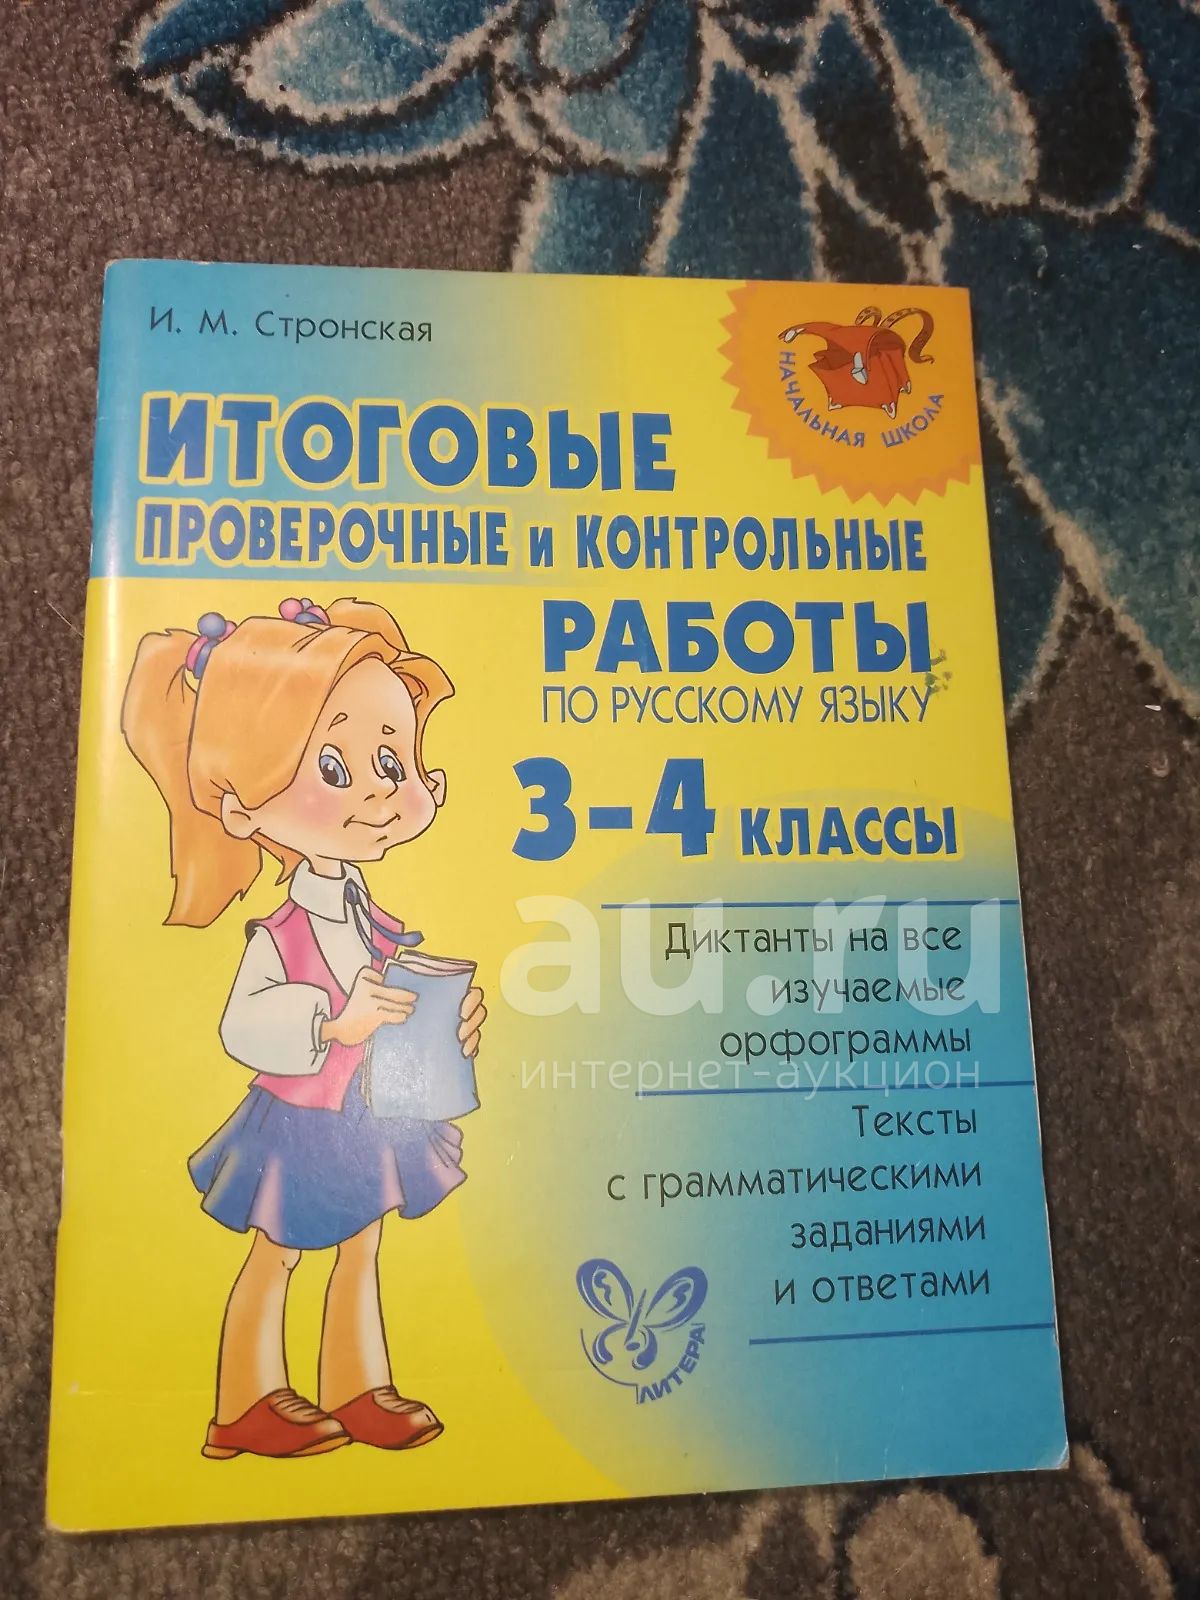 И. М. Стронская
НАЧАЛЬНАЯ ШКОЛА
ИТОГОВЫЕ
ПРОВЕРОЧНЫЕ И КОНТРОЛЬНЫЕ
РАБОТЫ
ПО РУССКОМУ ЯЗЫКУ
3-4 КЛАССЫ
au.ru
интернет-аукцион
Диктанты на все
изучаемые
орфограммы
Тексты
с грамматическими
заданиями
и ответами
ЛИТЕРА